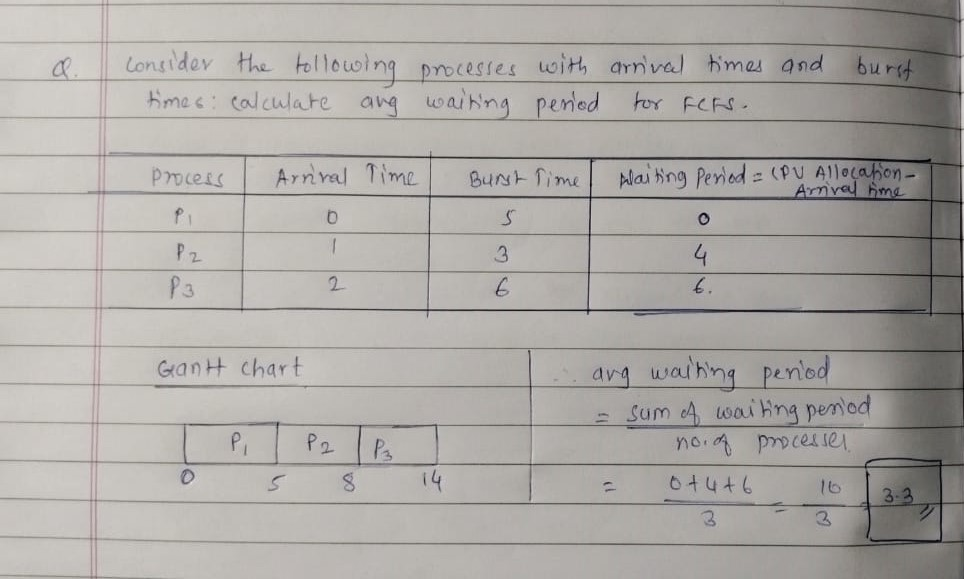 Q. Consider the following processes with arrival times and burst
times: calculate avg waiting period for FCFS.
Process Arrival Time Burst Time Waiting Period = CPU Allocation -
Arrival time
P1 0 5 0
P2 1 3 4
P3 2 6 6.
Gantt chart
P1 P2 P3
0 5 8 14
∴ avg waiting period
= sum of waiting period
no. of processes
= 0+4+6 = 10 = 3.3
3 3